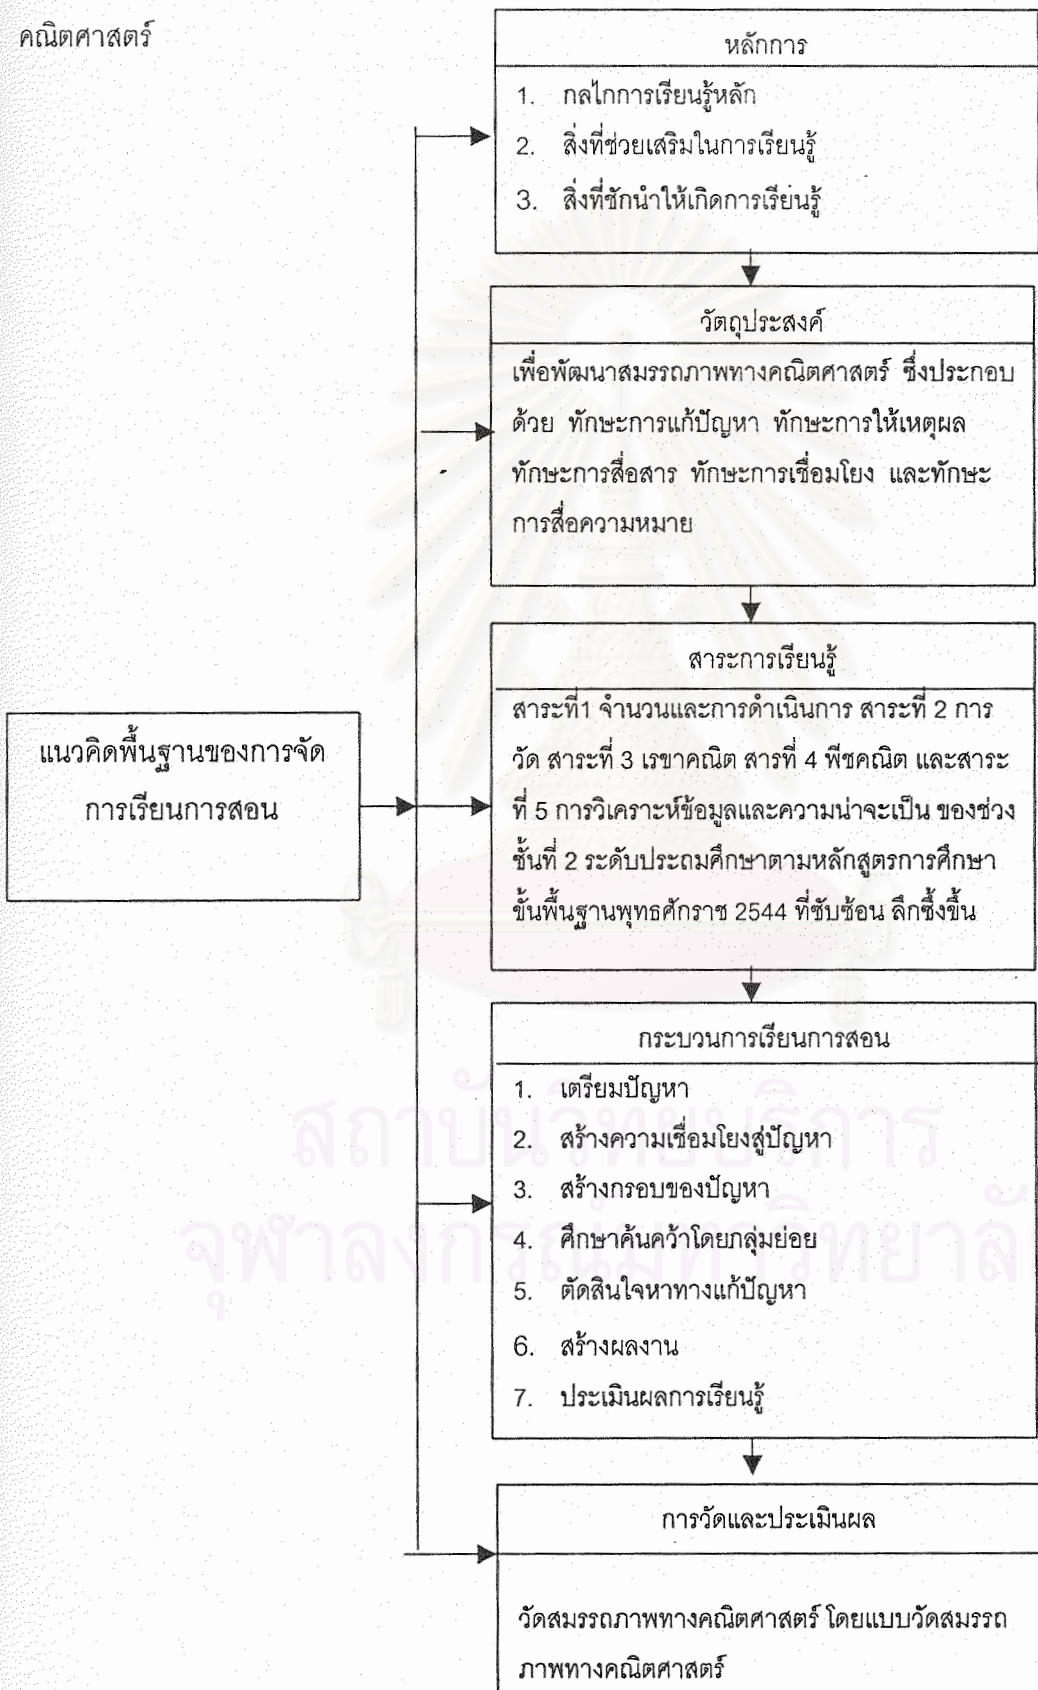 คณิตศาสตร์
หลักการ
1. กลไกการเรียนรู้หลัก
2. สิ่งที่ช่วยเสริมในการเรียนรู้
3. สิ่งที่ชักนำให้เกิดการเรียนรู้
วัตถุประสงค์
เพื่อพัฒนาสมรรถภาพทางคณิตศาสตร์ ซึ่งประกอบ
ด้วย ทักษะการแก้ปัญหา ทักษะการให้เหตุผล
ทักษะการสื่อสาร ทักษะการเชื่อมโยง และทักษะ
การสื่อความหมาย
แนวคิดพื้นฐานของการจัด
การเรียนการสอน
สาระการเรียนรู้
สาระที่1 จำนวนและการดำเนินการ สาระที่ 2 การ
วัด สาระที่ 3 เรขาคณิต สารที่ 4 พีชคณิต และสาระ
ที่ 5 การวิเคราะห์ข้อมูลและความน่าจะเป็น ของช่วง
ชั้นที่ 2 ระดับประถมศึกษาตามหลักสูตรการศึกษา
ขั้นพื้นฐานพุทธศักราช 2544 ที่ซับซ้อน ลึกซึ้งขึ้น
กระบวนการเรียนการสอน
1. เตรียมปัญหา
2. สร้างความเชื่อมโยงสู่ปัญหา
3. สร้างกรอบของปัญหา
4. ศึกษาค้นคว้าโดยกลุ่มย่อย
5. ตัดสินใจหาทางแก้ปัญหา
6. สร้างผลงาน
7. ประเมินผลการเรียนรู้
การวัดและประเมินผล
วัดสมรรถภาพทางคณิตศาสตร์ โดยแบบวัดสมรรถ
ภาพทางคณิตศาสตร์
สถาบันวิทยบริการ
จุฬาลงกรณ์มหาวิทยาลัย